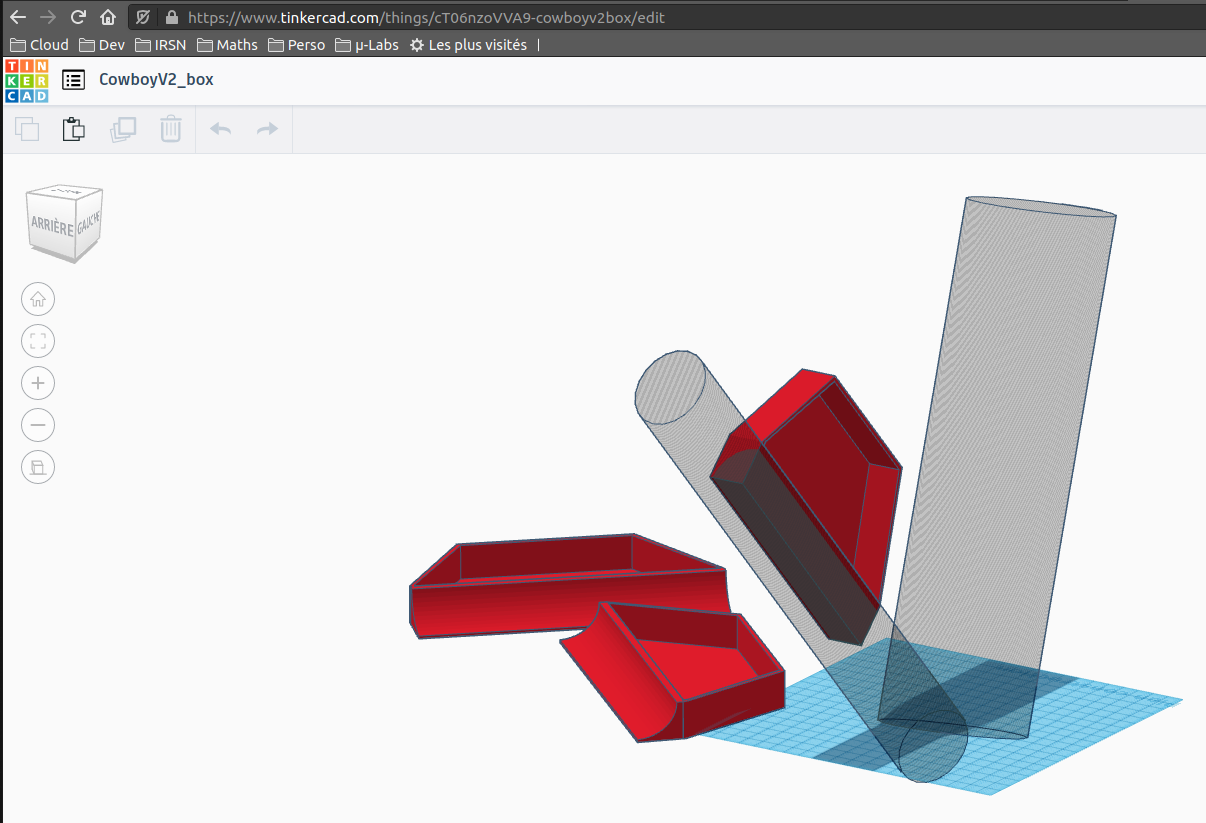 https://www.tinkercad.com/things/cT06nzoVVA9-cowboyv2box/edit
Cloud Dev IRSN Maths Perso µ-Labs Les plus visités
TIN
KER
CAD
CowboyV2_box
ARRIÈRE GAUCHE